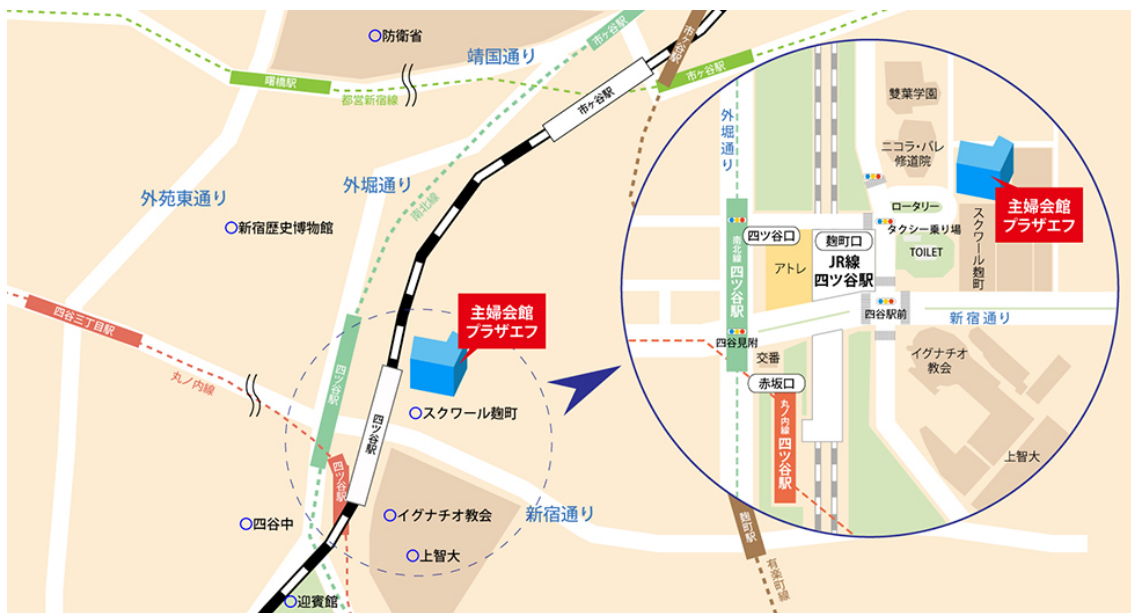 防衛省
靖国通り
市ケ谷駅
曙橋駅
都営新宿線
市ケ谷駅
市ケ谷駅
市ケ谷駅
外苑東通り
外堀通り
南北線
新宿歴史博物館
四谷三丁目駅
丸ノ内線
主婦会館
プラザエフ
四ツ谷駅
四ツ谷駅
スクワール麹町
四ツ谷駅
四谷中
イグナチオ教会
新宿通り
上智大
迎賓館
麹町駅
有楽町線
外堀通り
雙葉学園
ニコラ・バレ
修道院
主婦会館
プラザエフ
ロータリー
タクシー乗り場
TOILET
スクワール麹町
四ツ谷口
麹町口
アトレ
JR線
四ツ谷駅
南北線 四ツ谷駅
四谷駅前
新宿通り
四谷見附
交番
赤坂口
丸ノ内線 四ツ谷駅
イグナチオ
教会
上智大